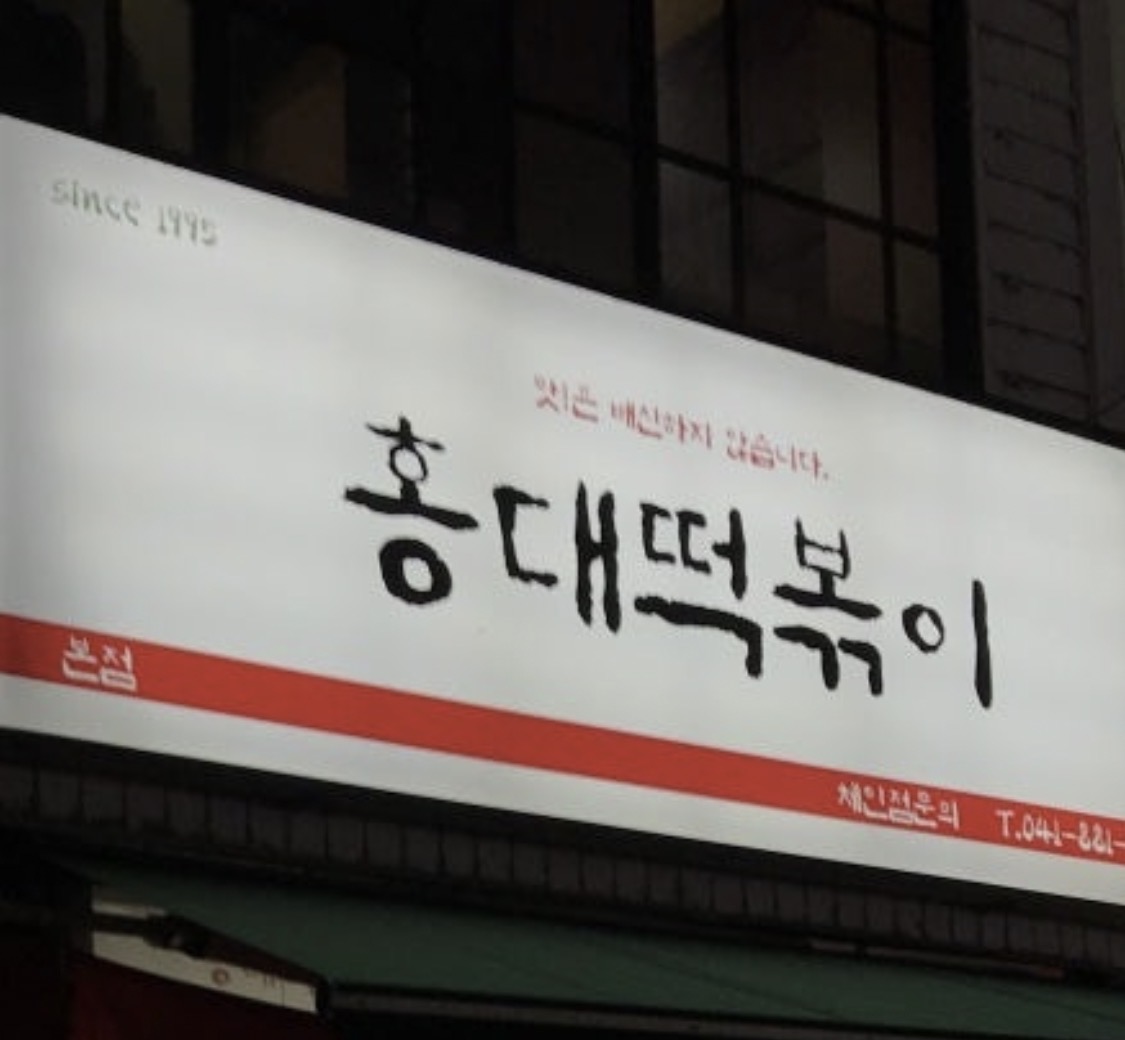 since 1995
맛은 배신하지 않습니다.
홍대떡볶이
본점
체인점문의 T.041-881-